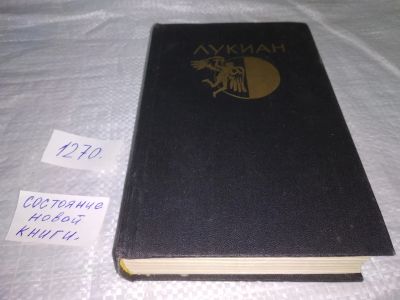 ЛУКИАН
1270.
СОСТОЯНИЕ
НОВОЙ
КНИГИ.